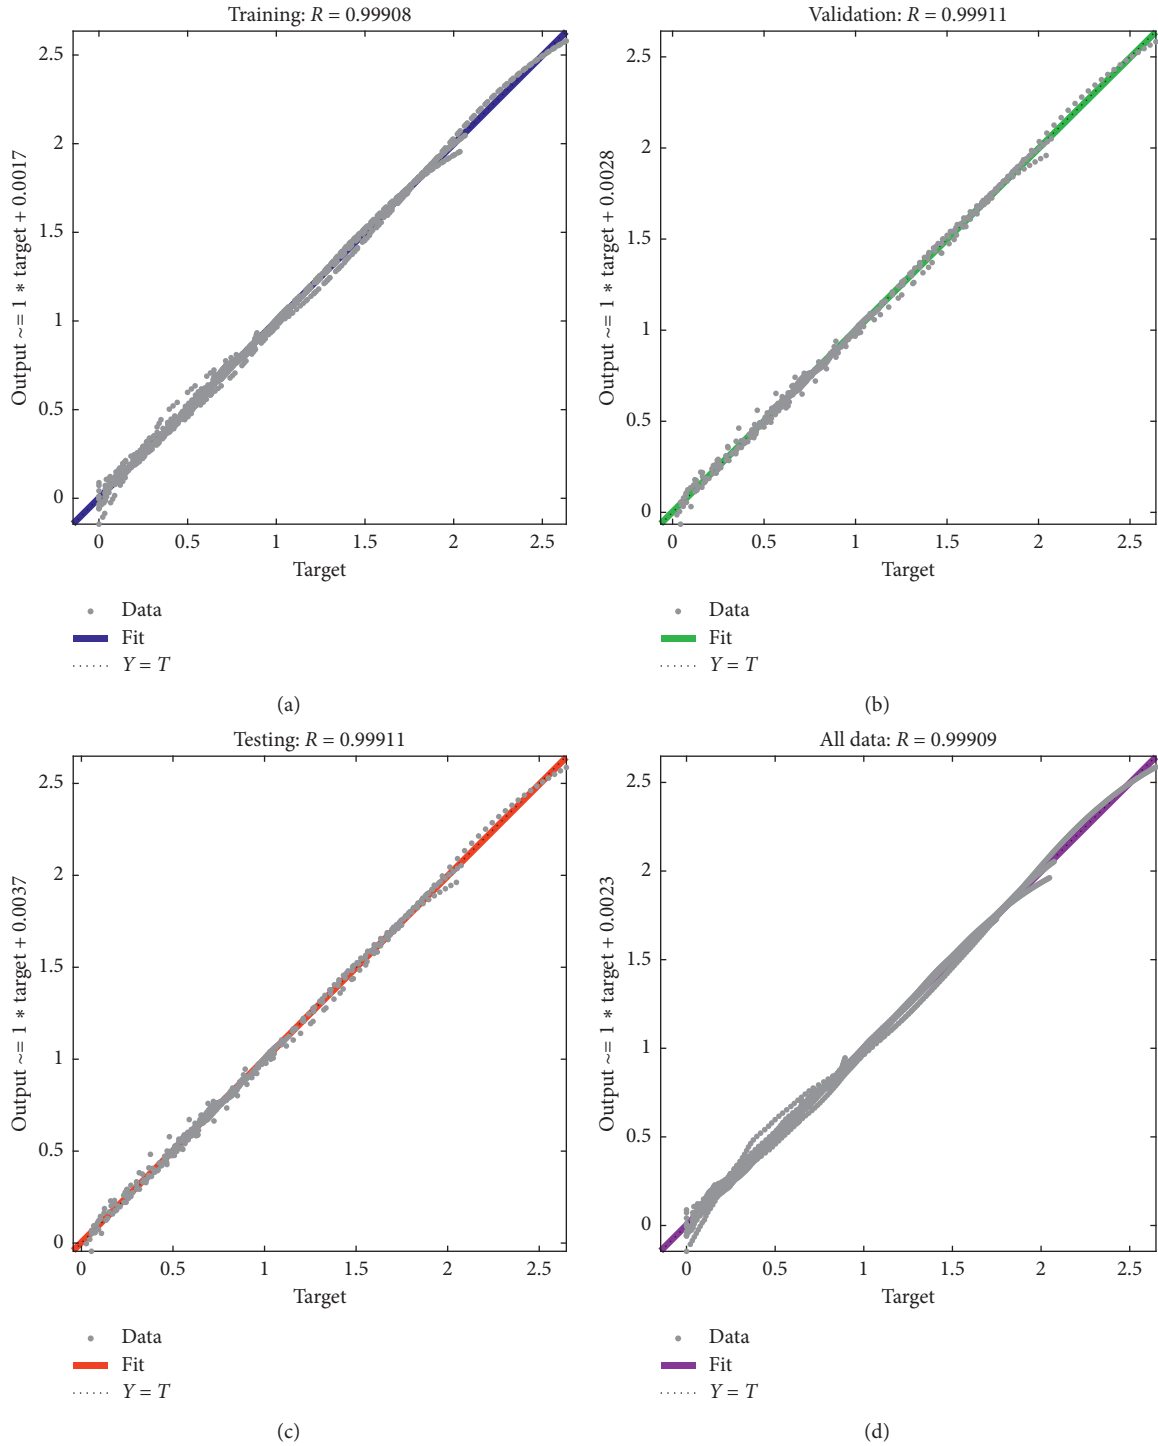 Training: R = 0.99908
Output ~= 1 * target + 0.0017
2.5
2
1.5
1
0.5
0
0 0.5 1 1.5 2 2.5
Target
Data
Fit
Y = T
(a)
Validation: R = 0.99911
Output ~= 1 * target + 0.0028
2.5
2
1.5
1
0.5
0
0 0.5 1 1.5 2 2.5
Target
Data
Fit
Y = T
(b)
Testing: R = 0.99911
Output ~= 1 * target + 0.0037
2.5
2
1.5
1
0.5
0
0 0.5 1 1.5 2 2.5
Target
Data
Fit
Y = T
(c)
All data: R = 0.99909
Output ~= 1 * target + 0.0023
2.5
2
1.5
1
0.5
0
0 0.5 1 1.5 2 2.5
Target
Data
Fit
Y = T
(d)